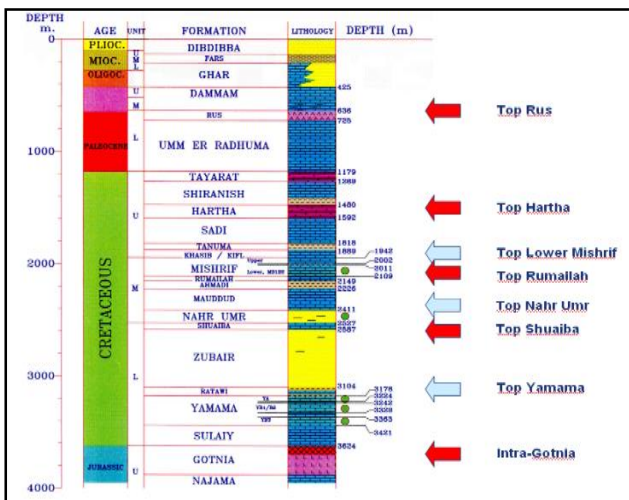 DEPTH
m.
AGE UNIT FORMATION LITHOLOGY DEPTH (m)
0
PLIOC. DIBDIBBA
U
MIOC. M FARS
L
OLIGOC. GHAR
425
U DAMMAM
M
636
RUS Top Rus
725
PALEOCENE L UMM ER RADHUMA
1000
1179
TAYARAT
1269
SHIRANISH
1480
HARTHA Top Hartha
1592
U
SADI
1818
TANUMA
1889 1942
KHASIB / KIFL Top Lower Mishrif
Upper 2002
2000 MISHRIF 2011
Lower, 2109
RUMAILAH Top Rumallah
2149
AHMADI
2226
M MAUDDUD Top Nahr Umr
2411
NAHR UMR
2527
SHUAIBA Top Shuaiba
2587
CRETACEOUS
ZUBAIR
L
3000
3104 Top Yamama
RATAWI 3178
3224
3242
YAMAMA
3329
3363
3421
SULAIY
3624
GOTNIA Intra-Gotnia
JURASSIC U
NAJAMA
4000